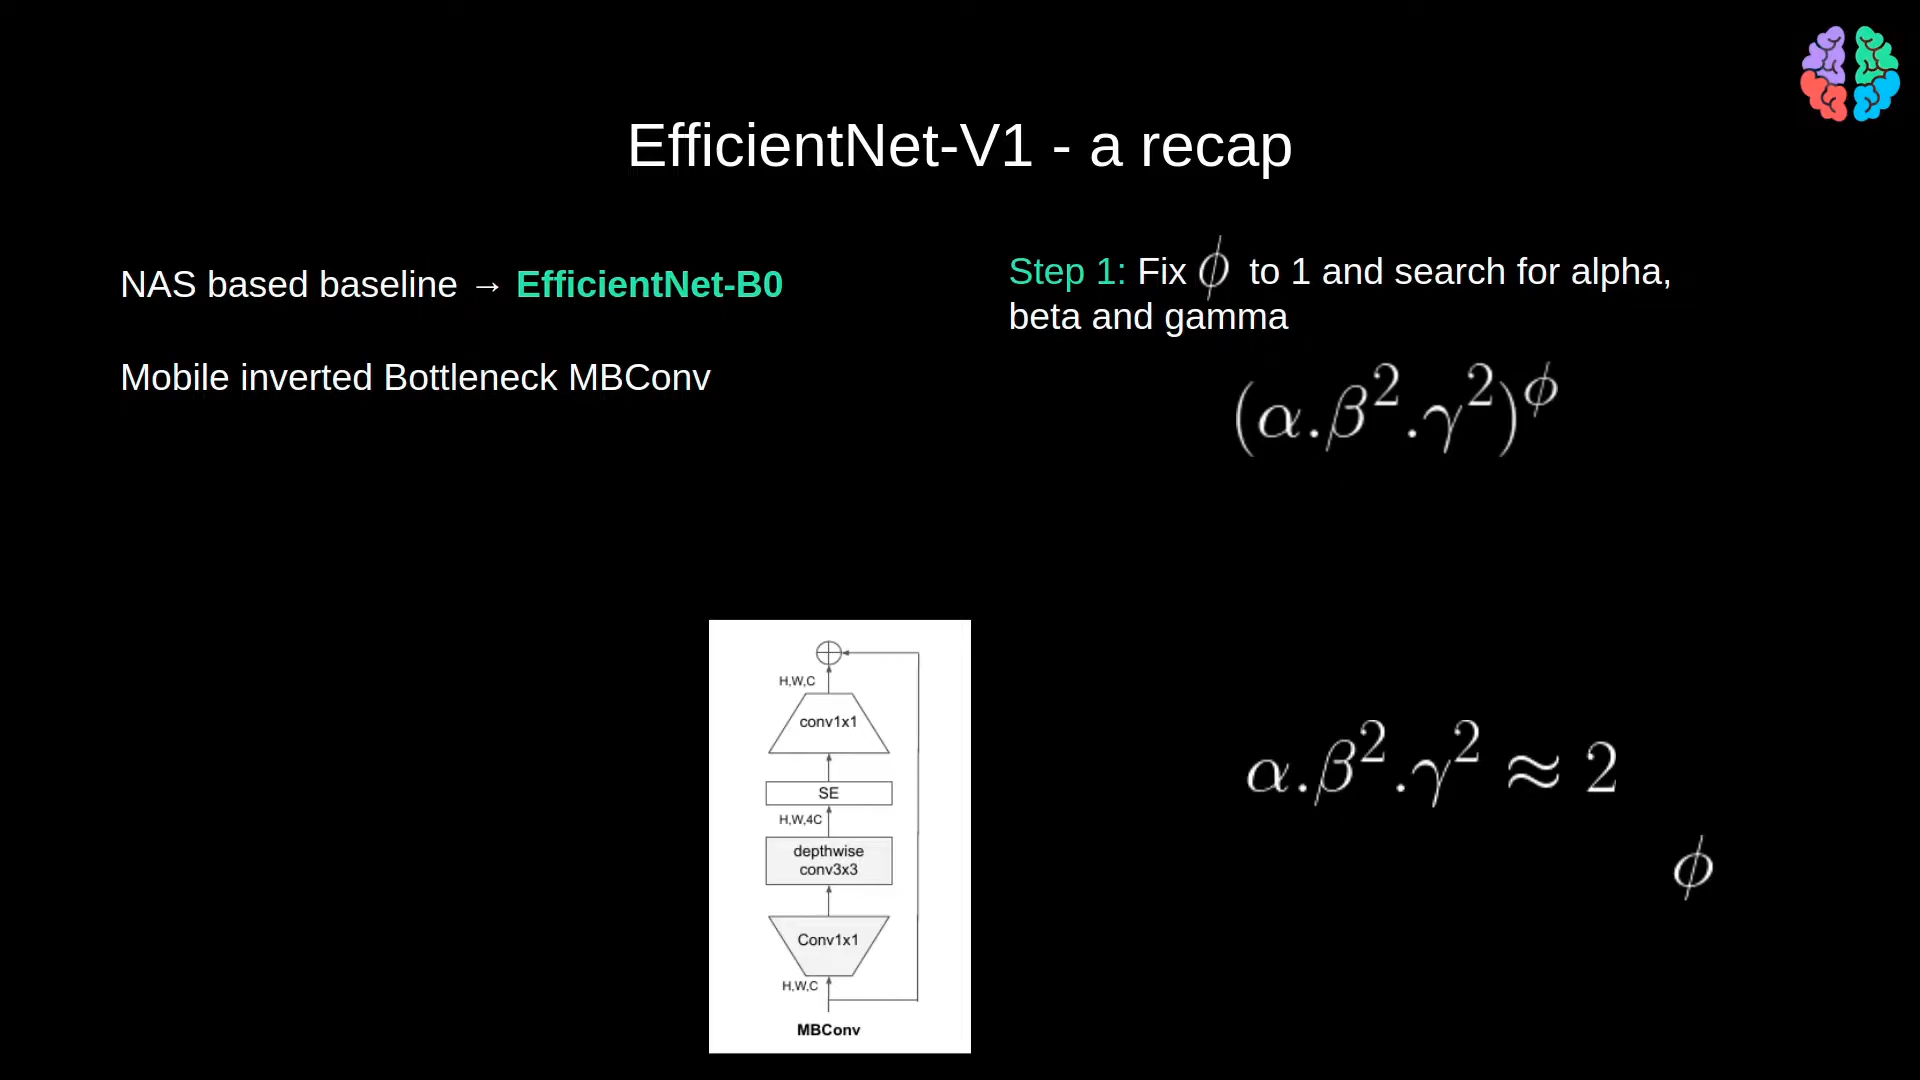 EfficientNet-V1 - a recap
NAS based baseline → EfficientNet-B0
Mobile inverted Bottleneck MBConv
Step 1: Fix ϕ to 1 and search for alpha,
beta and gamma
(α.β².γ²)^ϕ
H,W,C
conv1x1
SE
H,W,4C
depthwise
conv3x3
Conv1x1
H,W,C
MBConv
α.β².γ² ≈ 2
ϕ